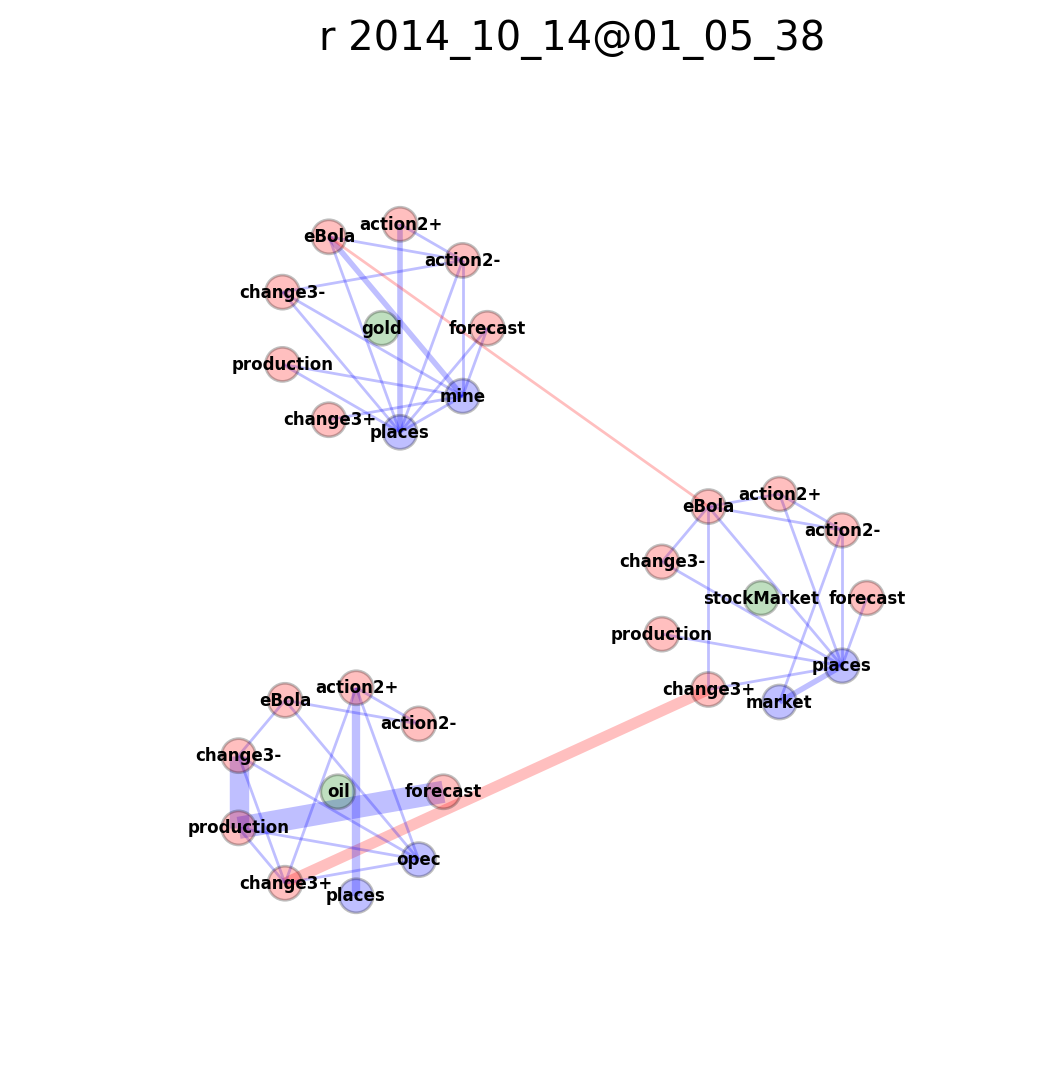 r 2014_10_14@01_05_38
action2+
eBola
action2-
change3-
gold
forecast
production
mine
change3+
places
action2+
eBola
action2-
change3-
stockMarket
forecast
production
places
change3+
market
action2+
eBola
action2-
change3-
oil
forecast
production
opec
change3+
places